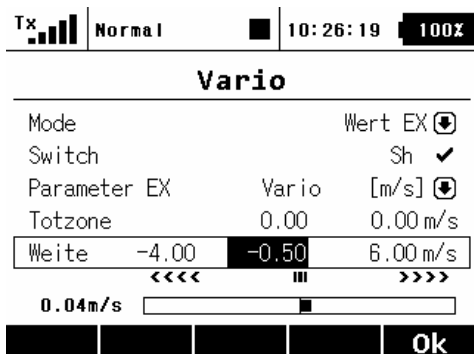 Tx Normal 10:26:19 100%
Vario
Mode Wert EX
Switch Sh ✔
Parameter EX Vario [m/s]
Totzone 0.00 0.00 m/s
Weite -4.00 -0.50 6.00 m/s
<<<< III >>>>
0.04m/s
Ok